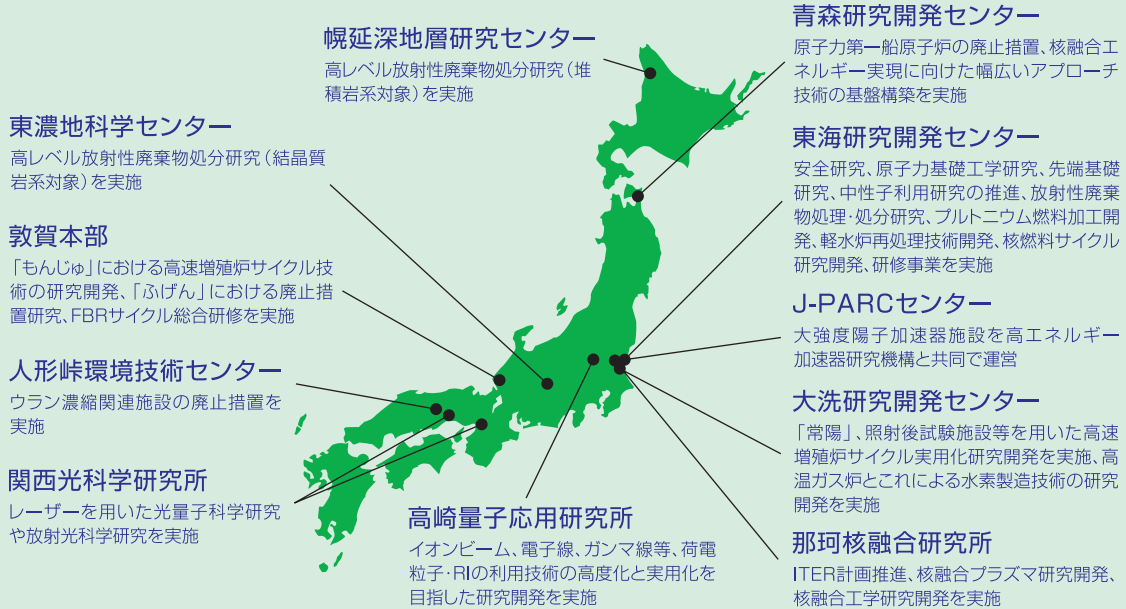 幌延深地層研究センター
高レベル放射性廃棄物処分研究（堆
積岩系対象）を実施
東濃地科学センター
高レベル放射性廃棄物処分研究（結晶質
岩系対象）を実施
敦賀本部
「もんじゅ」における高速増殖炉サイクル技
術の研究開発、「ふげん」における廃止措
置研究、FBRサイクル総合研修を実施
人形峠環境技術センター
ウラン濃縮関連施設の廃止措置を
実施
関西光科学研究所
レーザーを用いた光量子科学研究
や放射光科学研究を実施
高崎量子応用研究所
イオンビーム、電子線、ガンマ線等、荷電
粒子・RIの利用技術の高度化と実用化を
目指した研究開発を実施
青森研究開発センター
原子力第一船原子炉の廃止措置、核融合エ
ネルギー実現に向けた幅広いアプローチ
技術の基盤構築を実施
東海研究開発センター
安全研究、原子力基礎工学研究、先端基礎
研究、中性子利用研究の推進、放射性廃棄
物処理・処分研究、プルトニウム燃料加工開
発、軽水炉再処理技術開発、核燃料サイクル
研究開発、研修事業を実施
J-PARCセンター
大強度陽子加速器施設を高エネルギー
加速器研究機構と共同で運営
大洗研究開発センター
「常陽」、照射後試験施設等を用いた高速
増殖炉サイクル実用化研究開発を実施、高
温ガス炉とこれによる水素製造技術の研究
開発を実施
那珂核融合研究所
ITER計画推進、核融合プラズマ研究開発、
核融合工学研究開発を実施